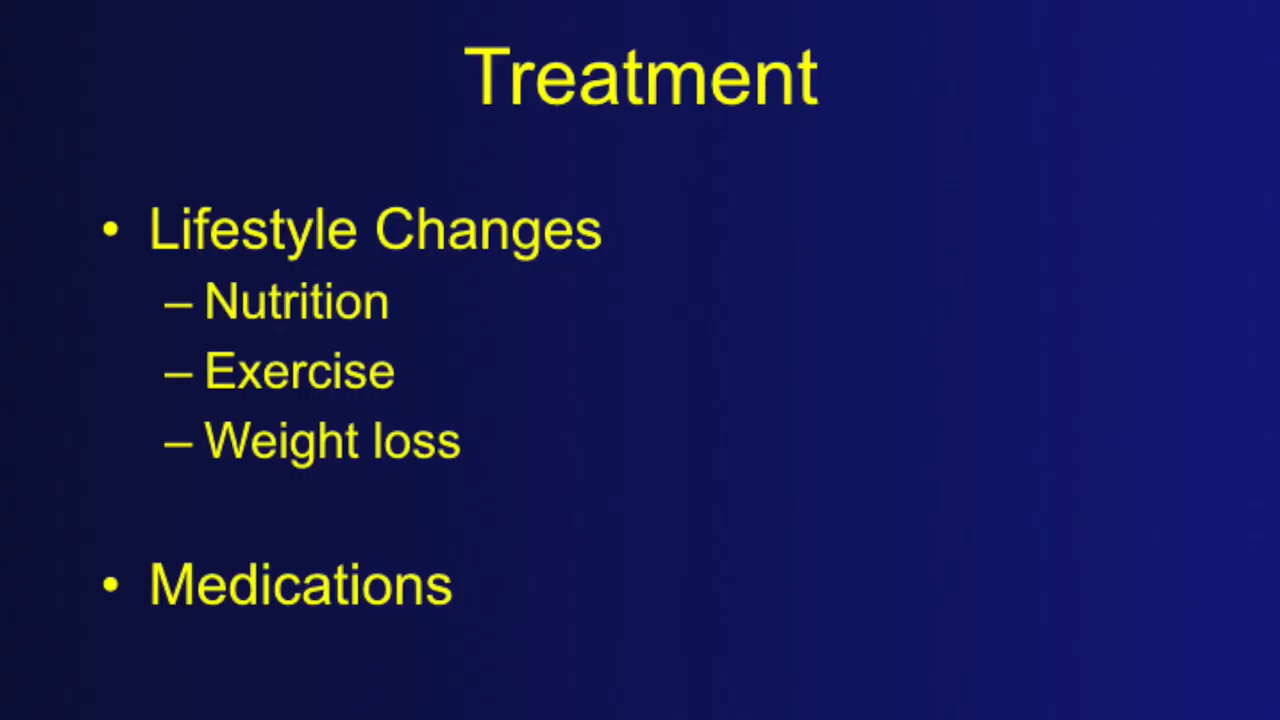 Treatment
• Lifestyle Changes
– Nutrition
– Exercise
– Weight loss
• Medications